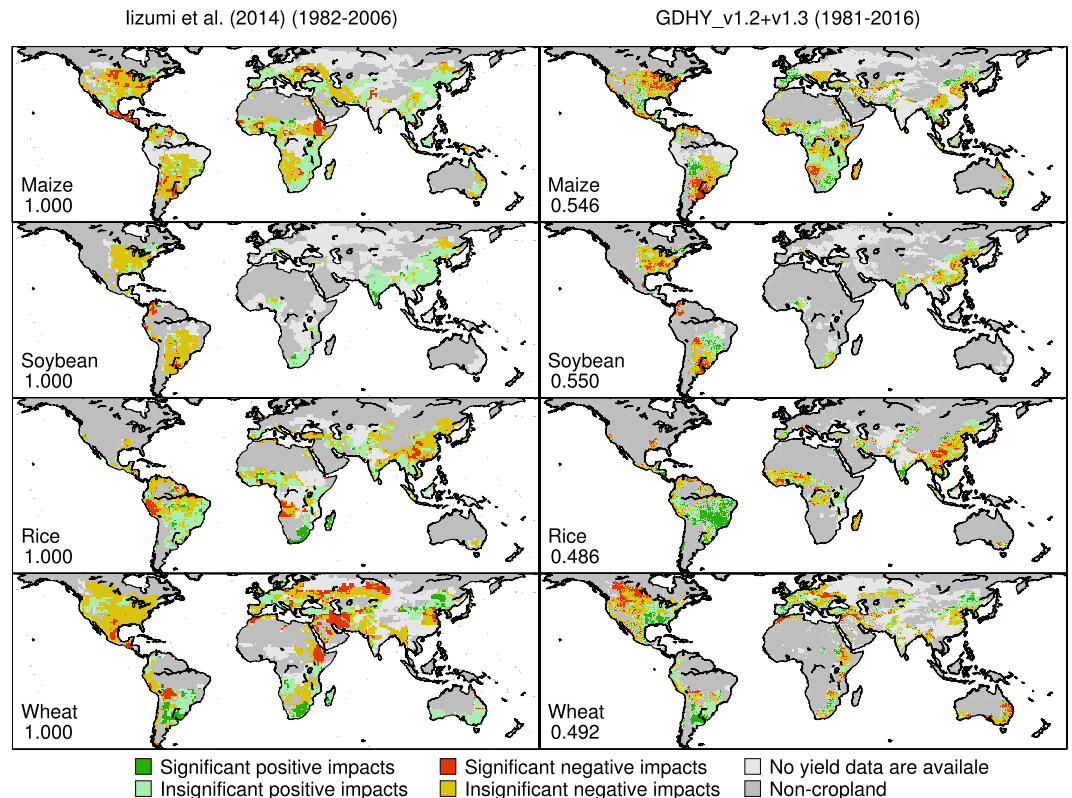 Iizumi et al. (2014) (1982-2006)
GDHY_v1.2+v1.3 (1981-2016)
Maize
1.000
Maize
0.546
Soybean
1.000
Soybean
0.550
Rice
1.000
Rice
0.486
Wheat
1.000
Wheat
0.492
Significant positive impacts
Significant negative impacts
No yield data are availale
Insignificant positive impacts
Insignificant negative impacts
Non-cropland